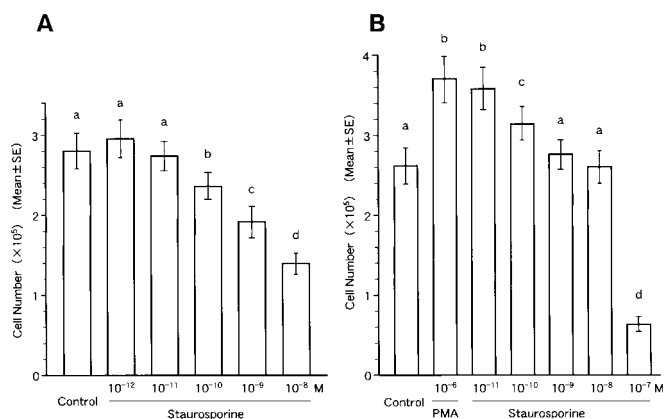 A
Cell Number (×10⁵) (Mean±SE)
3
2
1
0
a
a
a
b
c
d
Control
10⁻¹² 10⁻¹¹ 10⁻¹⁰ 10⁻⁹ 10⁻⁸ M
Staurosporine
B
Cell Number (×10⁵) (Mean±SE)
4
3
2
1
0
a
b
b
c
a
a
d
Control
10⁻⁶ 10⁻¹¹ 10⁻¹⁰ 10⁻⁹ 10⁻⁸ 10⁻⁷ M
PMA Staurosporine